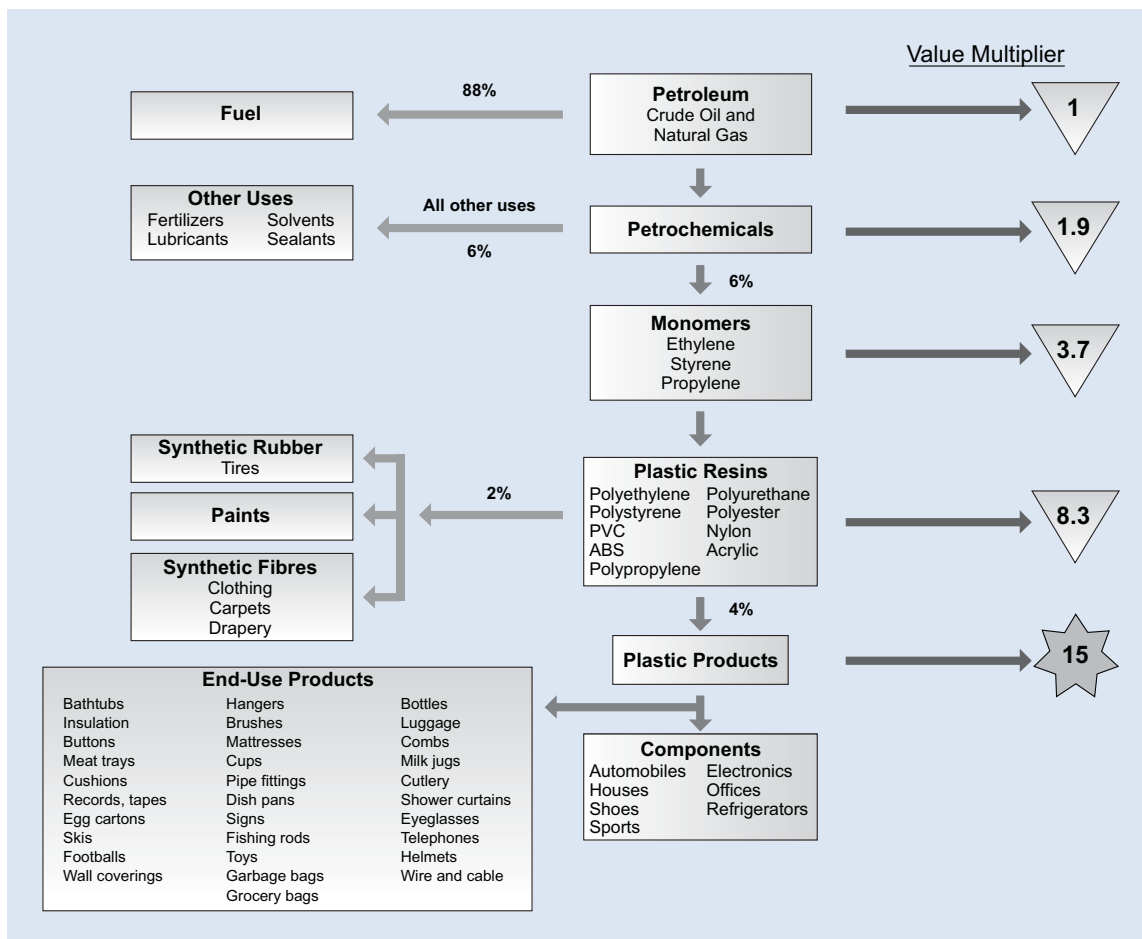 Value Multiplier
88%
Petroleum
Crude Oil and
Natural Gas
1
Fuel
Other Uses
Fertilizers Solvents
Lubricants Sealants
All other uses
6%
Petrochemicals
1.9
6%
Monomers
Ethylene
Styrene
Propylene
3.7
Synthetic Rubber
Tires
Paints
Synthetic Fibres
Clothing
Carpets
Drapery
2%
Plastic Resins
Polyethylene Polyurethane
Polystyrene Polyester
PVC Nylon
ABS Acrylic
Polypropylene
8.3
4%
Plastic Products
15
End-Use Products
Bathtubs Hangers Bottles
Insulation Brushes Luggage
Buttons Mattresses Combs
Meat trays Cups Milk jugs
Cushions Pipe fittings Cutlery
Records, tapes Dish pans Shower curtains
Egg cartons Signs Eyeglasses
Skis Fishing rods Telephones
Footballs Toys Helmets
Wall coverings Garbage bags Wire and cable
Grocery bags
Components
Automobiles Electronics
Houses Offices
Shoes Refrigerators
Sports